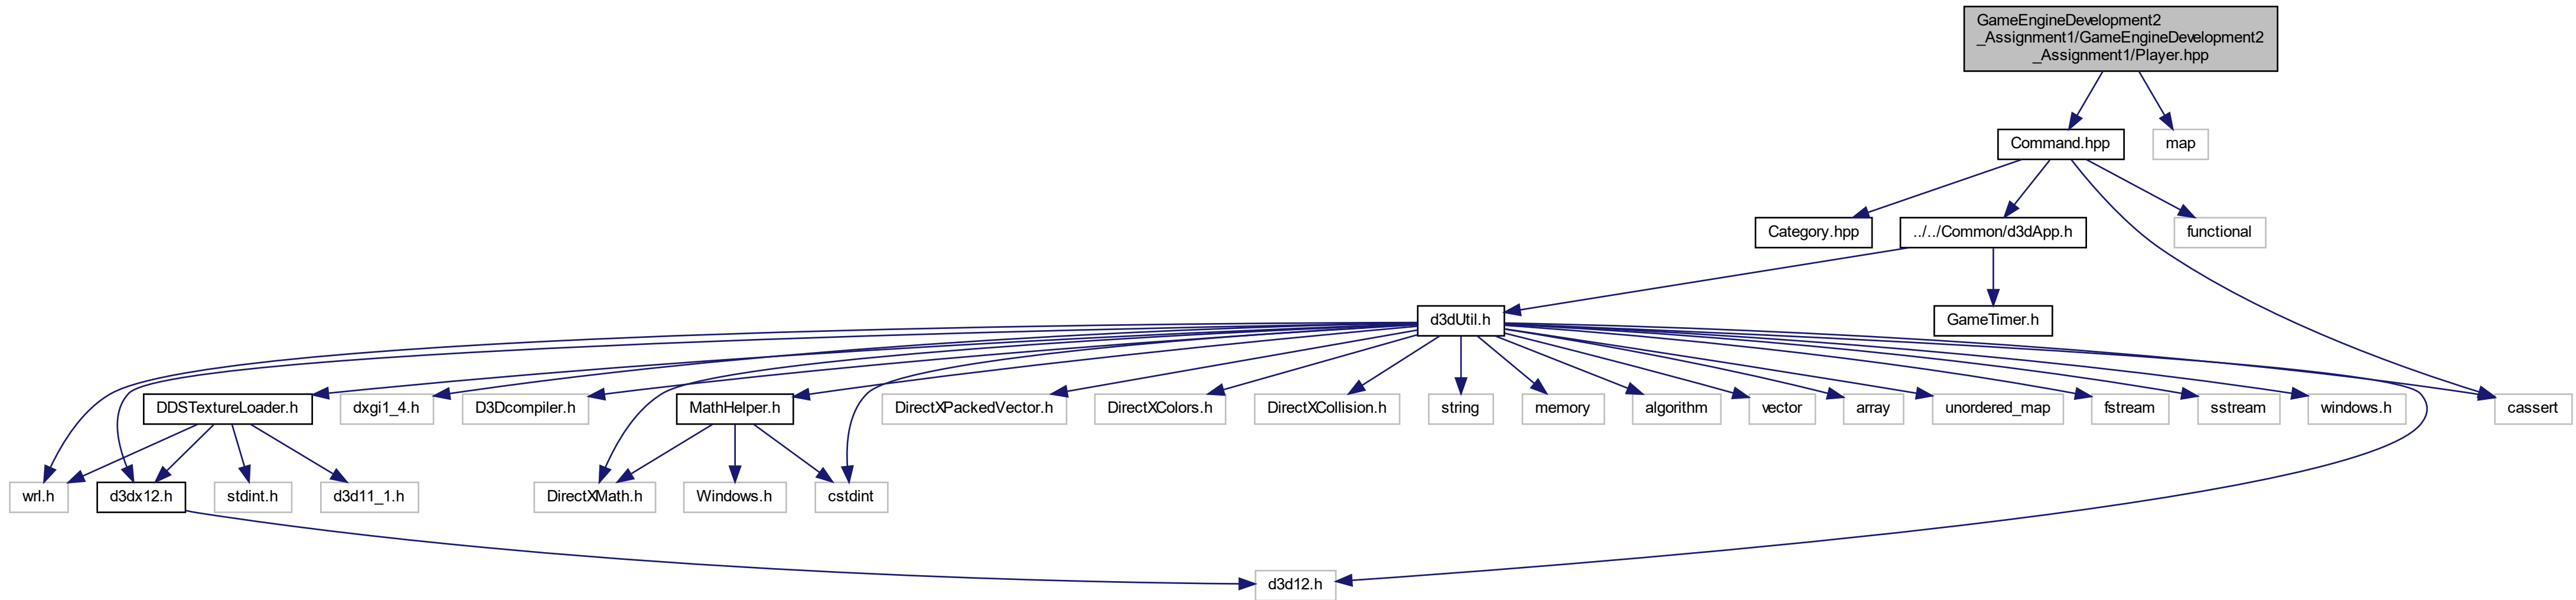 GameEngineDevelopment2
_Assignment1/GameEngineDevelopment2
_Assignment1/Player.hpp
Command.hpp
map
Category.hpp
../../Common/d3dApp.h
functional
d3dUtil.h
GameTimer.h
DDSTextureLoader.h
dxgi1_4.h
D3Dcompiler.h
MathHelper.h
DirectXPackedVector.h
DirectXColors.h
DirectXCollision.h
string
memory
algorithm
vector
array
unordered_map
fstream
sstream
windows.h
cassert
wrl.h
d3dx12.h
stdint.h
d3d11_1.h
DirectXMath.h
Windows.h
cstdint
d3d12.h